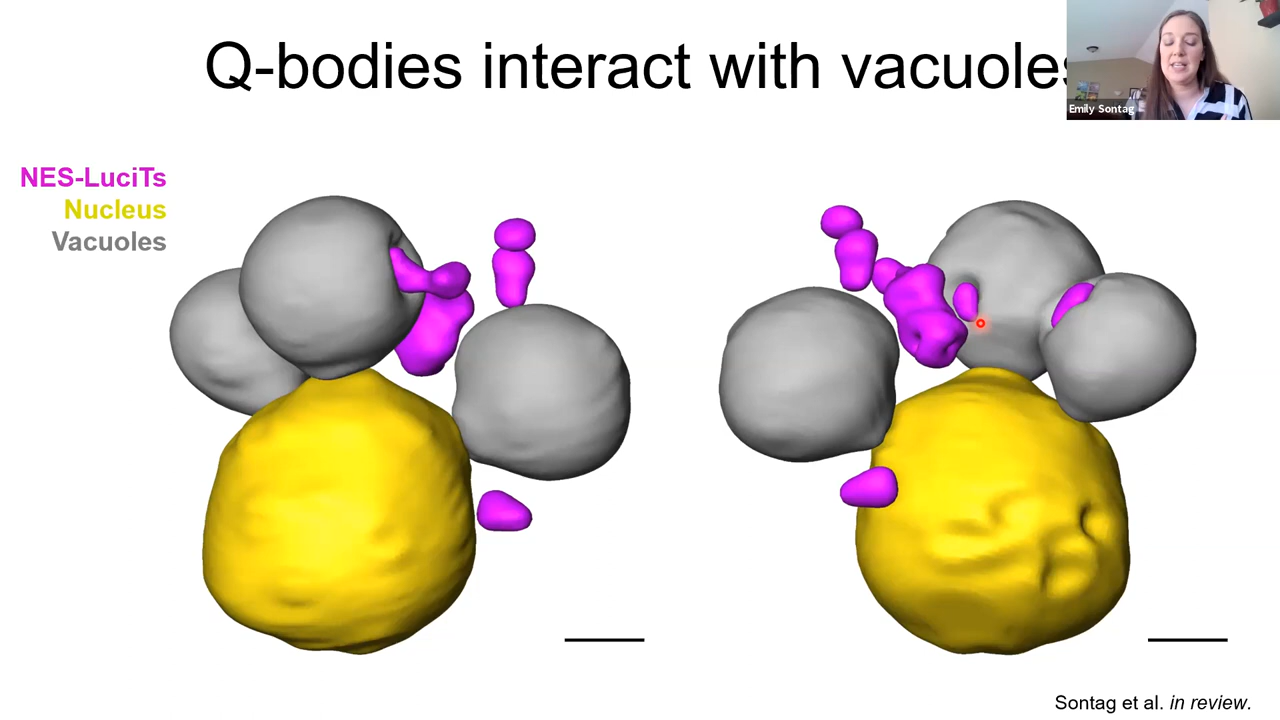 Q-bodies interact with vacuoles
Emily Sontag
NES-LuciTs
Nucleus
Vacuoles
Sontag et al. in review.